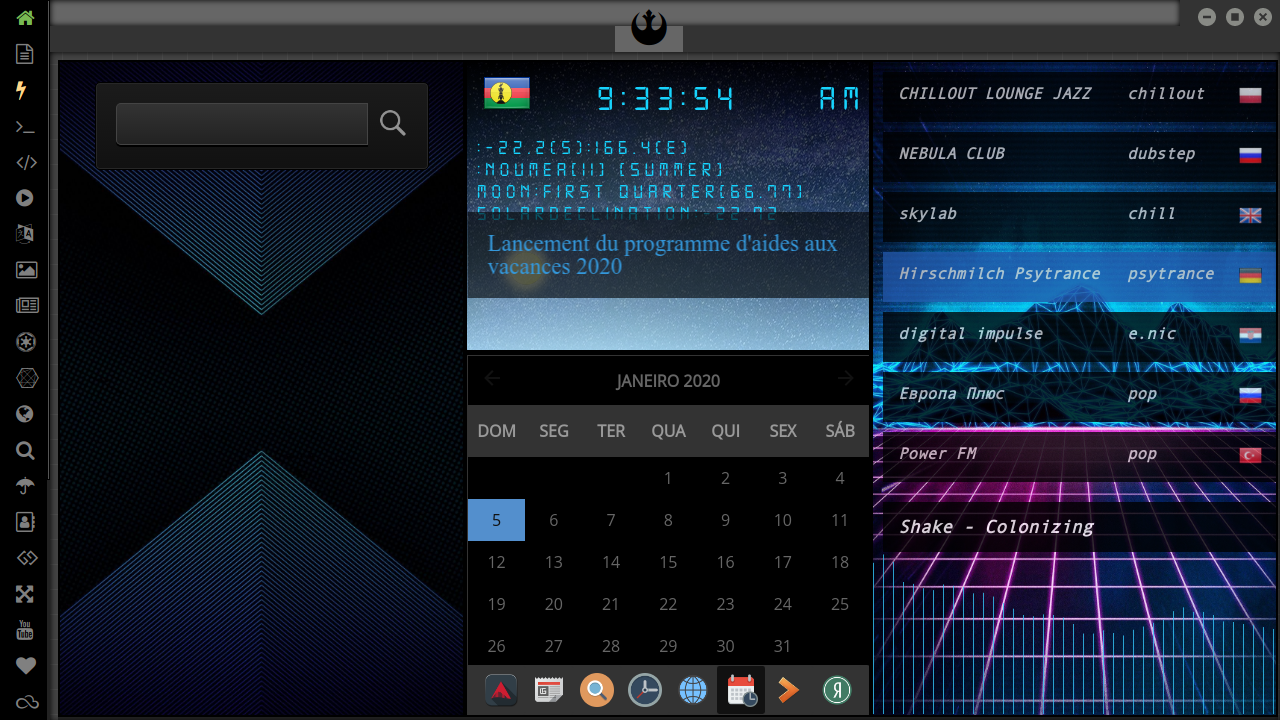 9:33:54 AM
:-22.2(S):166.4(E)
:NOUMEA(11) (SUMMER)
MOON:FIRST QUARTER(66.77).
Lancement du programme d'aides aux
vacances 2020
JANEIRO 2020
DOM SEG TER QUA QUI SEX SÁB
1 2 3 4
5 6 7 8 9 10 11
12 13 14 15 16 17 18
19 20 21 22 23 24 25
26 27 28 29 30 31
CHILLOUT LOUNGE JAZZ chillout
NEBULA CLUB dubstep
skylab chill
Hirschmilch Psytrance psytrance
digital impulse e.nic
Европа Плюс pop
Power FM pop
Shake - Colonizing
You
Tube